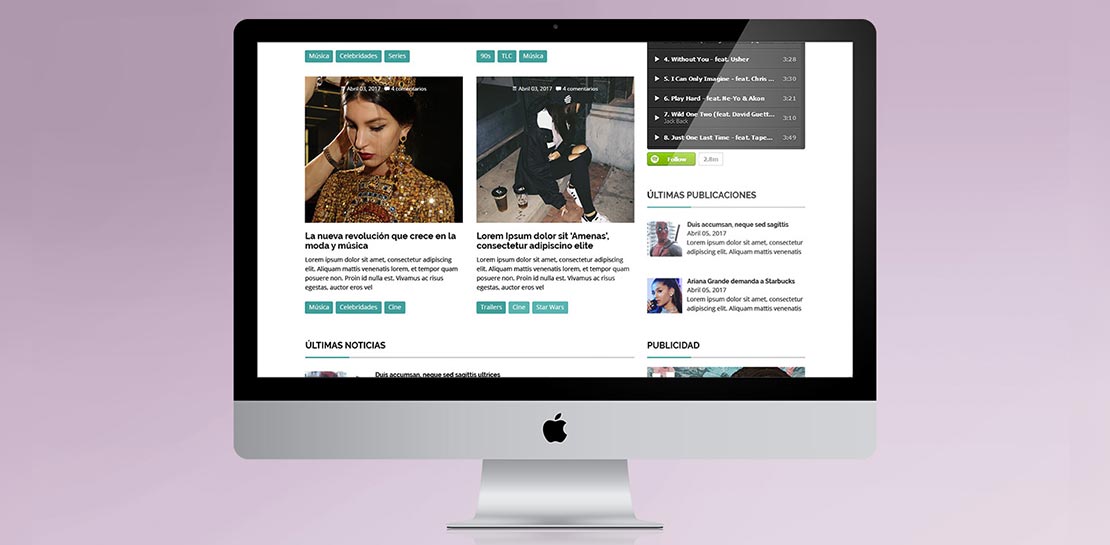 Música Celebridades Series
90s TLC Música
4. Without You - feat. Usher 3:28
5. I Can Only Imagine - feat. Chris ... 3:30
6. Play Hard - feat. Ne-Yo & Akon 3:21
7. Wild One Two (feat. David Guett... 3:10
Jack Back
8. Just One Last Time - feat. Tape... 3:49
Follow 2.8m
Abril 03, 2017 4 comentarios
La nueva revolución que crece en la
moda y música
Lorem ipsum dolor sit amet, consectetur adipiscing
elit. Aliquam mattis venenatis lorem, et tempor quam
posuere non. Proin id nulla est. Vivamus ac risus
egestas, auctor eros vel
Música Celebridades Cine
Abril 03, 2017 4 comentarios
Lorem Ipsum dolor sit 'Amenas',
consectetur adipiscino elite
Lorem ipsum dolor sit amet, consectetur adipiscing
elit. Aliquam mattis venenatis lorem, et tempor quam
posuere non. Proin id nulla est. Vivamus ac risus
egestas, auctor eros vel
Trailers Cine Star Wars
ÚLTIMAS PUBLICACIONES
Duis accumsan, neque sed sagittis
Abril 05, 2017
Lorem ipsum dolor sit amet, consectetur
adipiscing elit. Aliquam mattis venenatis
Ariana Grande demanda a Starbucks
Abril 05, 2017
Lorem ipsum dolor sit amet, consectetur
adipiscing elit. Aliquam mattis venenatis
ÚLTIMAS NOTICIAS
Duis accumsan, neque sed sagittis ultrices
PUBLICIDAD